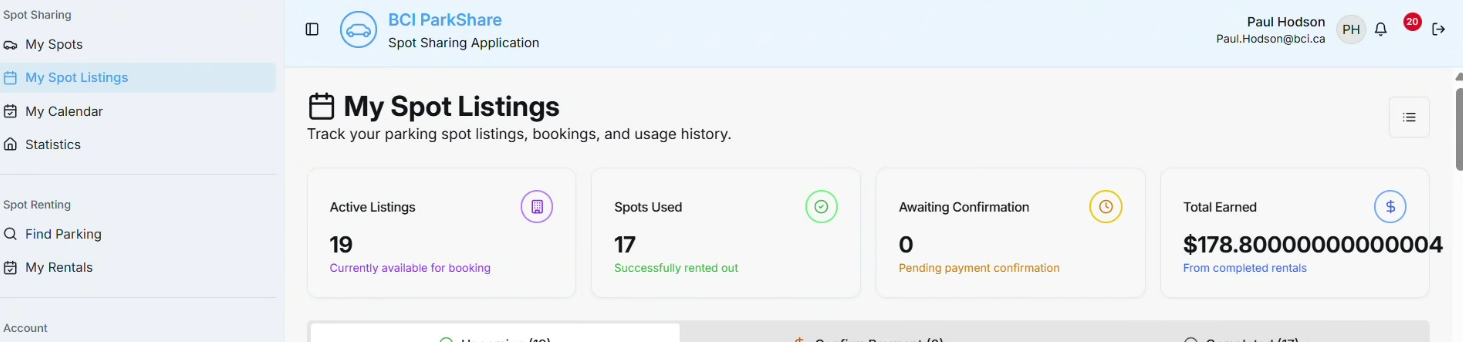 Spot Sharing
My Spots
My Spot Listings
My Calendar
Statistics
Spot Renting
Find Parking
My Rentals
Account
BCI ParkShare
Spot Sharing Application
Paul Hodson
Paul.Hodson@bci.ca
PH
20
My Spot Listings
Track your parking spot listings, bookings, and usage history.
Active Listings
19
Currently available for booking
Spots Used
17
Successfully rented out
Awaiting Confirmation
0
Pending payment confirmation
Total Earned
$178.80000000000004
From completed rentals